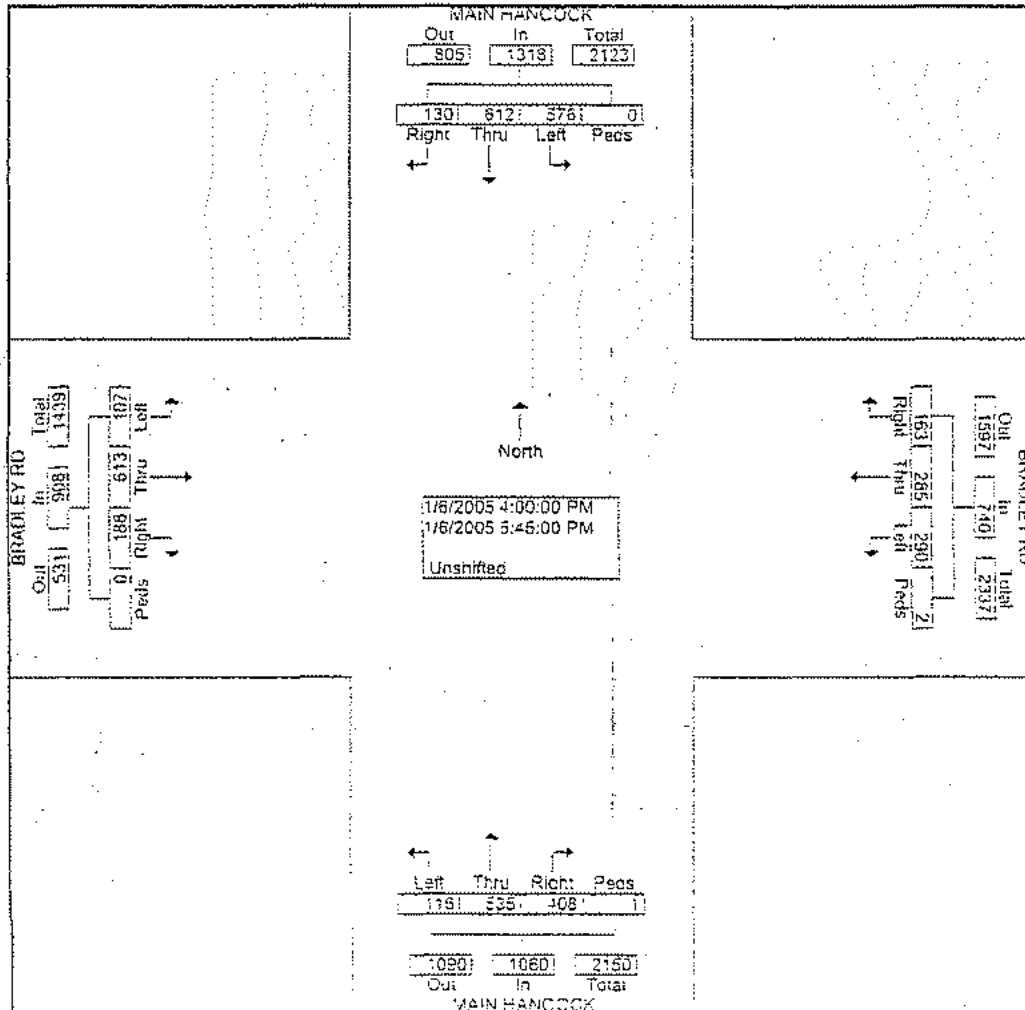 MAIN HANCOCK
Out In Total
805 1318 2123
130 612 576 0
Right Thru Left Peds
BRADLEY RD
Total In Out
1439 908 531
107 613 188 0
Left Thru Right Peds
North
1/6/2005 4:00:00 PM
1/6/2005 5:45:00 PM
Unshifted
Right Thru Left Peds
163 285 290 2
1597 740 2337
Out In Total
BRADLEY RD
Left Thru Right Peds
116 535 408 1
1090 1060 2150
Out In Total
MAIN HANCOCK